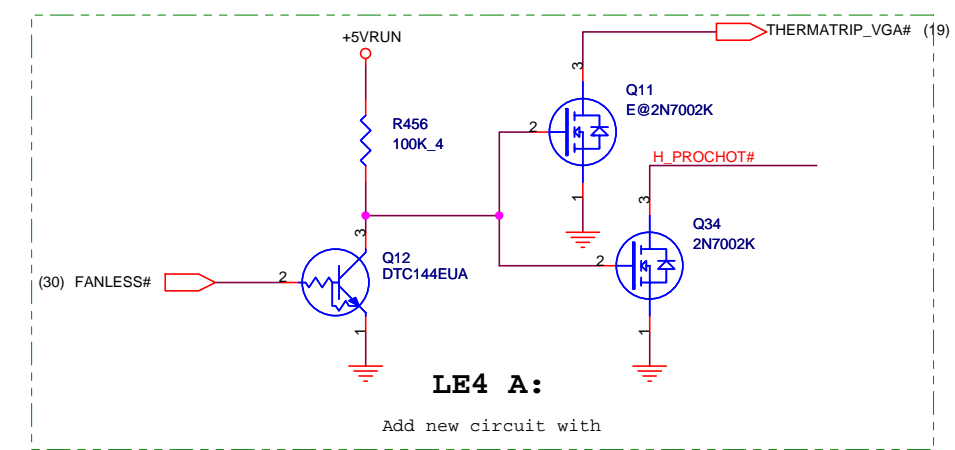 +5VRUN
THERMATRIP_VGA# (19)
3
Q11
E@2N7002K
R456
100K_4
2
H_PROCHOT#
1
3
3
Q34
2N7002K
Q12
DTC144EUA
2
(30) FANLESS#
2
1
1
LE4 A:
Add new circuit with